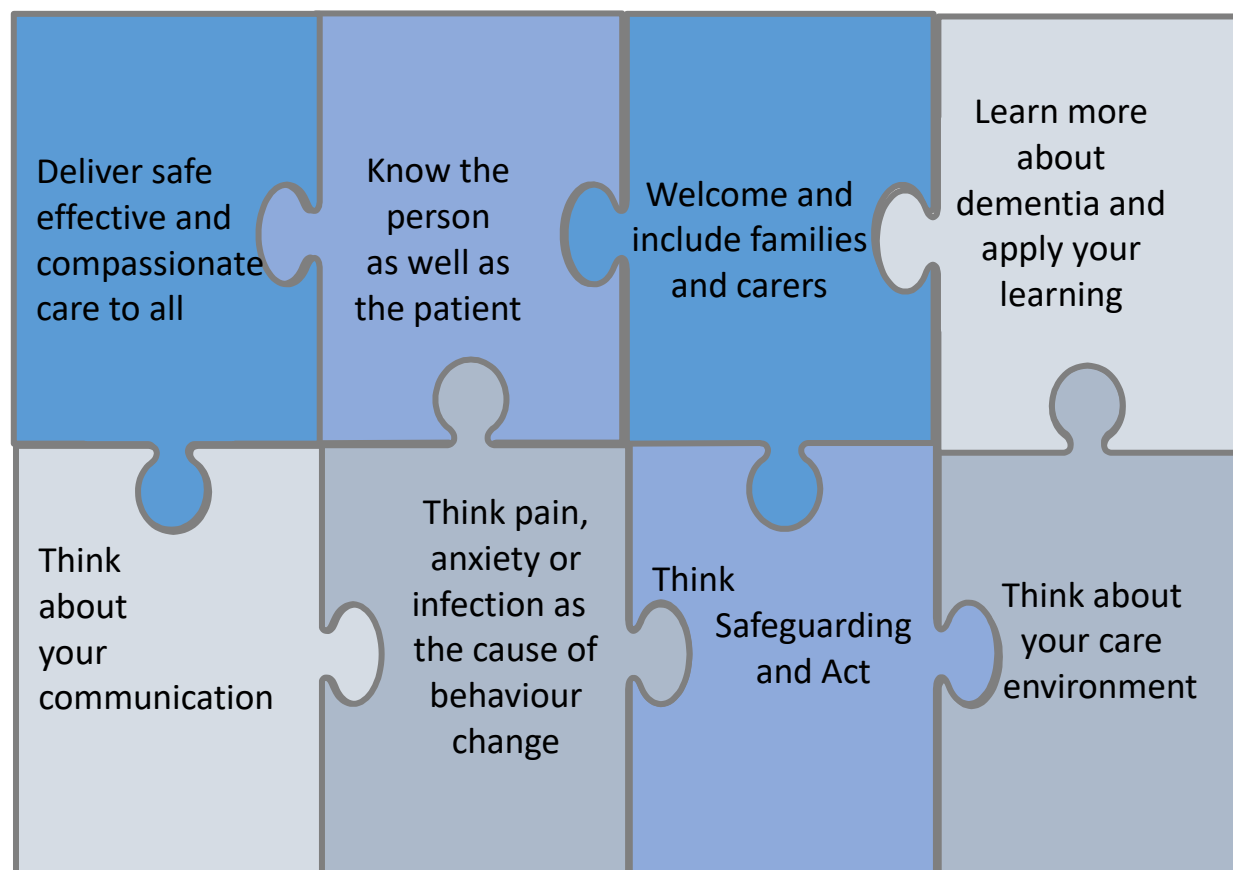 Deliver safe
effective and
compassionate
care to all
Know the
person
as well as
the patient
Welcome and
include families
and carers
Learn more
about
dementia and
apply your
learning
Think
about
your
communication
Think pain,
anxiety or
infection as
the cause of
behaviour
change
Think
Safeguarding
and Act
Think about
your care
environment